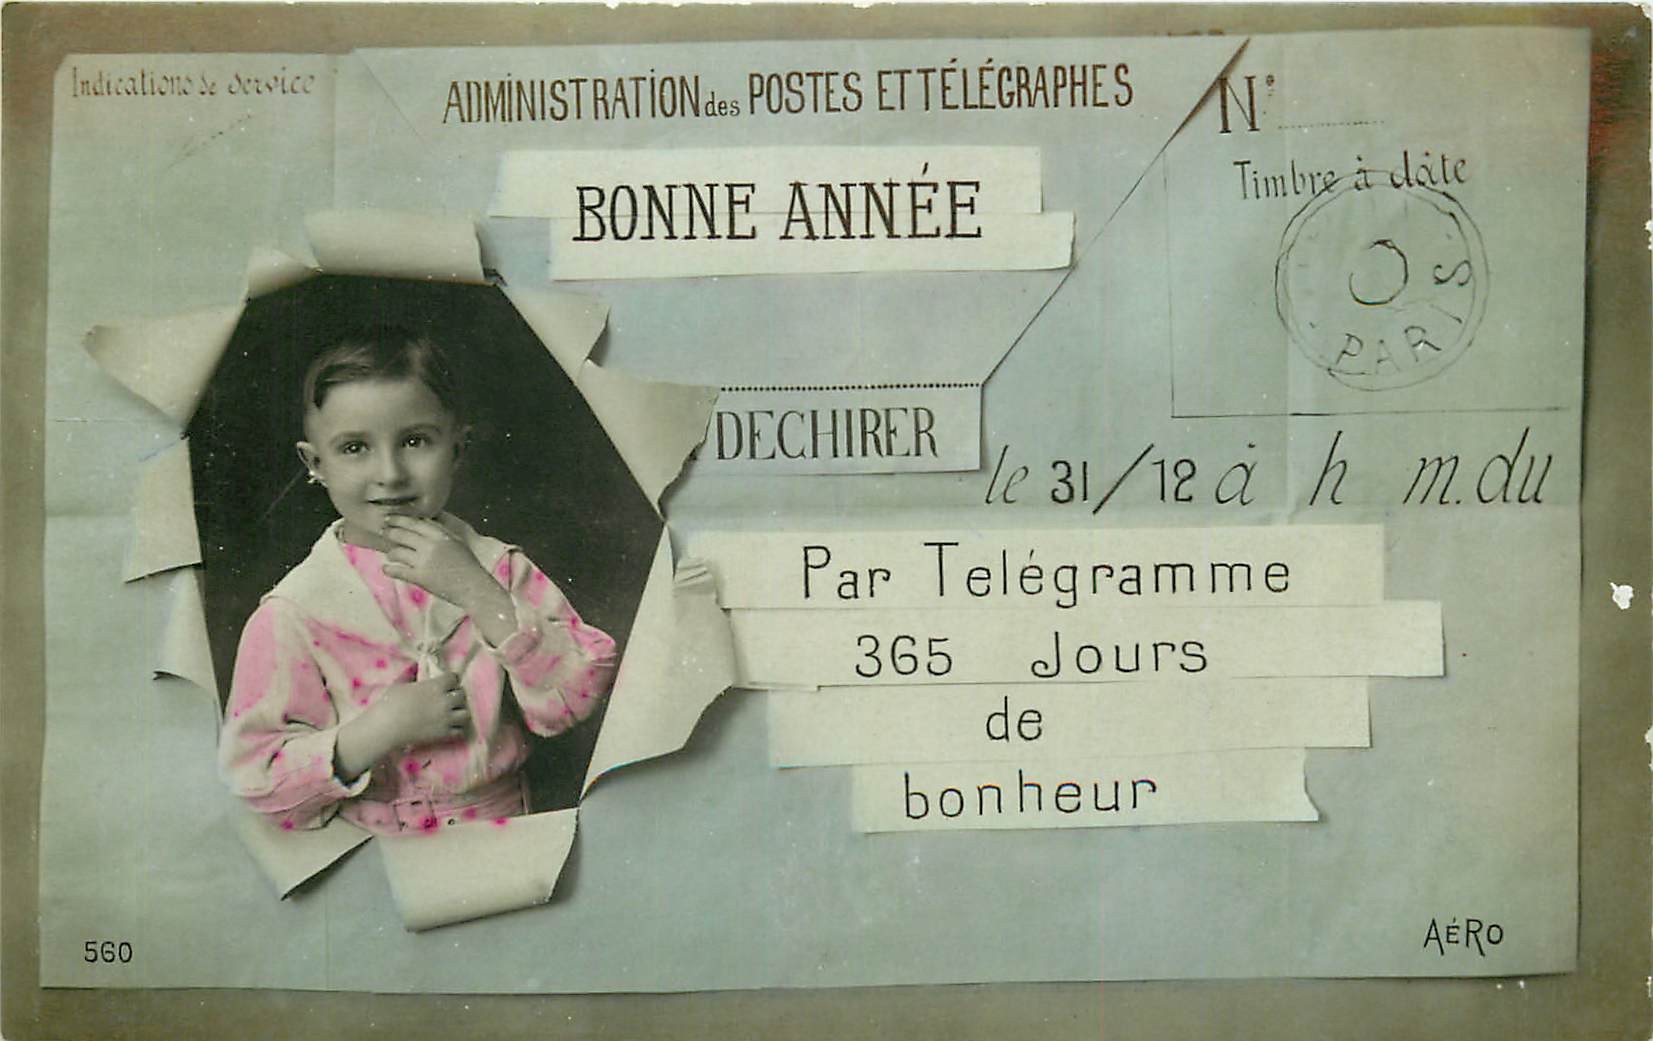 Indications de Service
ADMINISTRATION des POSTES ET TÉLÉGRAPHES
N°
Timbre à dâte
PARIS
BONNE ANNÉE
DECHIRER
le 31/12 à h m. du
Par Telégramme
365 Jours
de
bonheur
560
AéRo